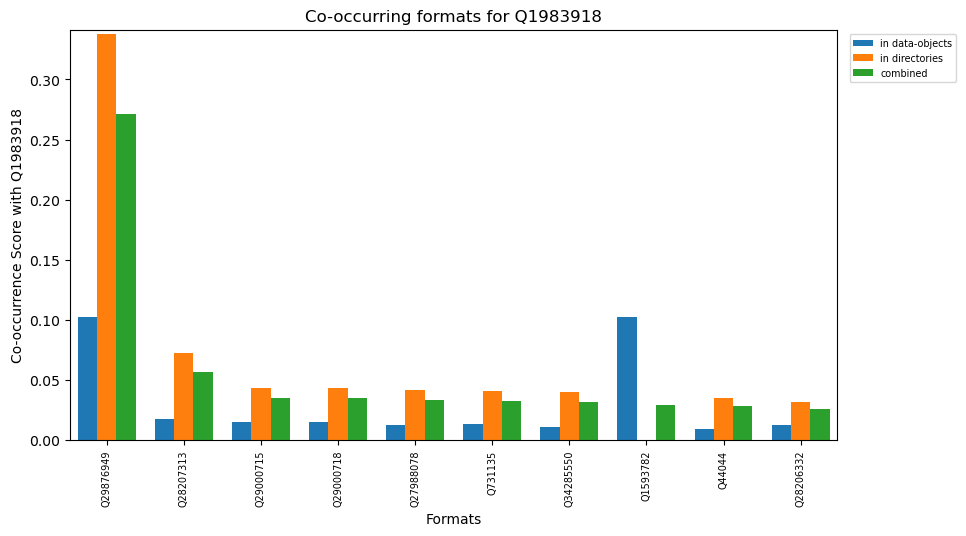 Co-occurring formats for Q1983918
in data-objects
in directories
combined
Co-occurrence Score with Q1983918
0.30
0.25
0.20
0.15
0.10
0.05
0.00
Q29876949
Q28207313
Q29000715
Q29000718
Q27988078
Q731135
Q34285550
Q1593782
Q44044
Q28206332
Formats